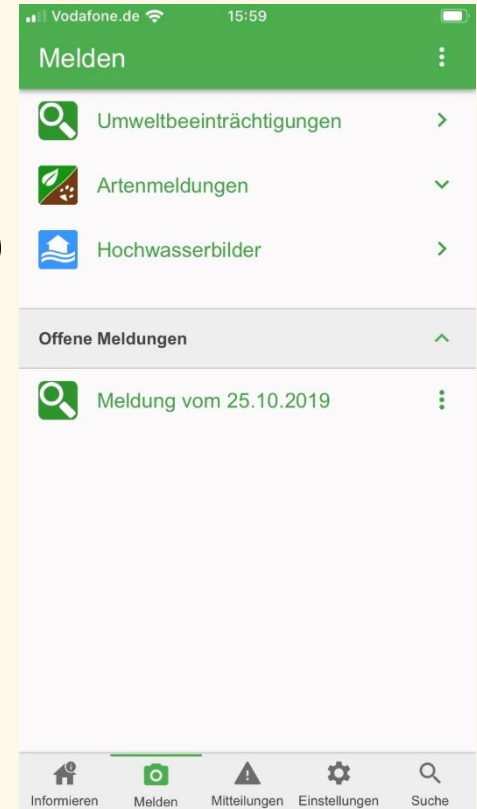 Vodafone.de 15:59
Melden
Umweltbeeinträchtigungen
Artenmeldungen
Hochwasserbilder
Offene Meldungen
Meldung vom 25.10.2019
Informieren Melden Mitteilungen Einstellungen Suche